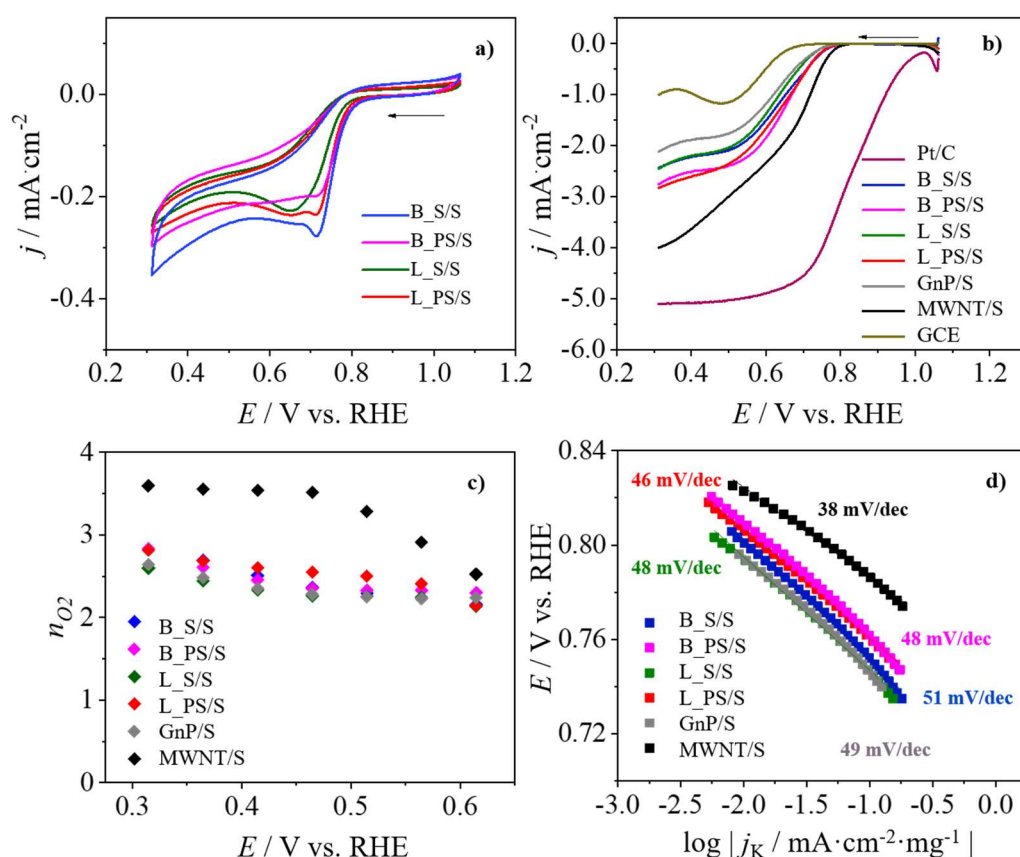 a)
0.0
-0.2
-0.4
j / mA·cm-2
0.2 0.4 0.6 0.8 1.0 1.2
E / V vs. RHE
B_S/S
B_PS/S
L_S/S
L_PS/S
b)
0.0
-1.0
-2.0
-3.0
-4.0
-5.0
-6.0
j / mA·cm-2
0.2 0.4 0.6 0.8 1.0 1.2
E / V vs. RHE
Pt/C
B_S/S
B_PS/S
L_S/S
L_PS/S
GnP/S
MWNT/S
GCE
c)
4
3
2
1
0
nO2
0.3 0.4 0.5 0.6
E / V vs. RHE
B_S/S
B_PS/S
L_S/S
L_PS/S
GnP/S
MWNT/S
d)
0.84
0.80
0.76
0.72
E / V vs. RHE
46 mV/dec
38 mV/dec
48 mV/dec
48 mV/dec
51 mV/dec
49 mV/dec
B_S/S
B_PS/S
L_S/S
L_PS/S
GnP/S
MWNT/S
-3.0 -2.5 -2.0 -1.5 -1.0 -0.5 0.0
log | jK / mA·cm-2·mg-1 |